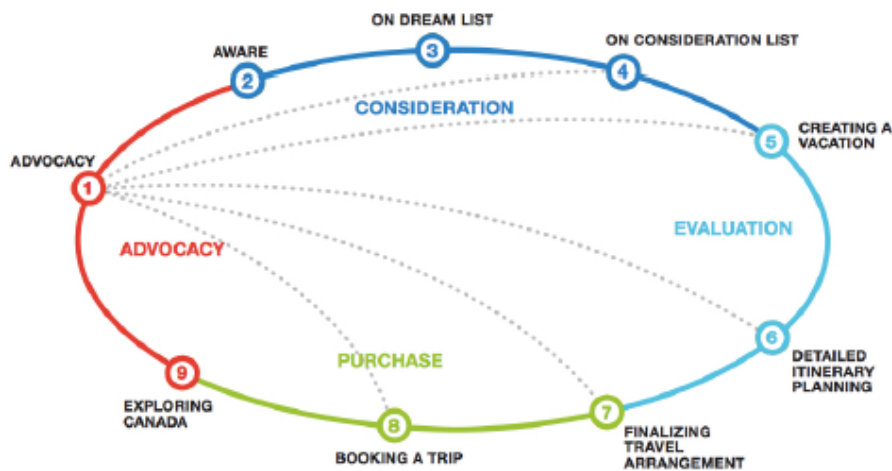 ON DREAM LIST
3
AWARE
2
ON CONSIDERATION LIST
4
CONSIDERATION
CREATING A
VACATION
5
ADVOCACY
1
ADVOCACY
EVALUATION
6
DETAILED
ITINERARY
PLANNING
PURCHASE
9
EXPLORING
CANADA
8
BOOKING A TRIP
7
FINALIZING
TRAVEL
ARRANGEMENT